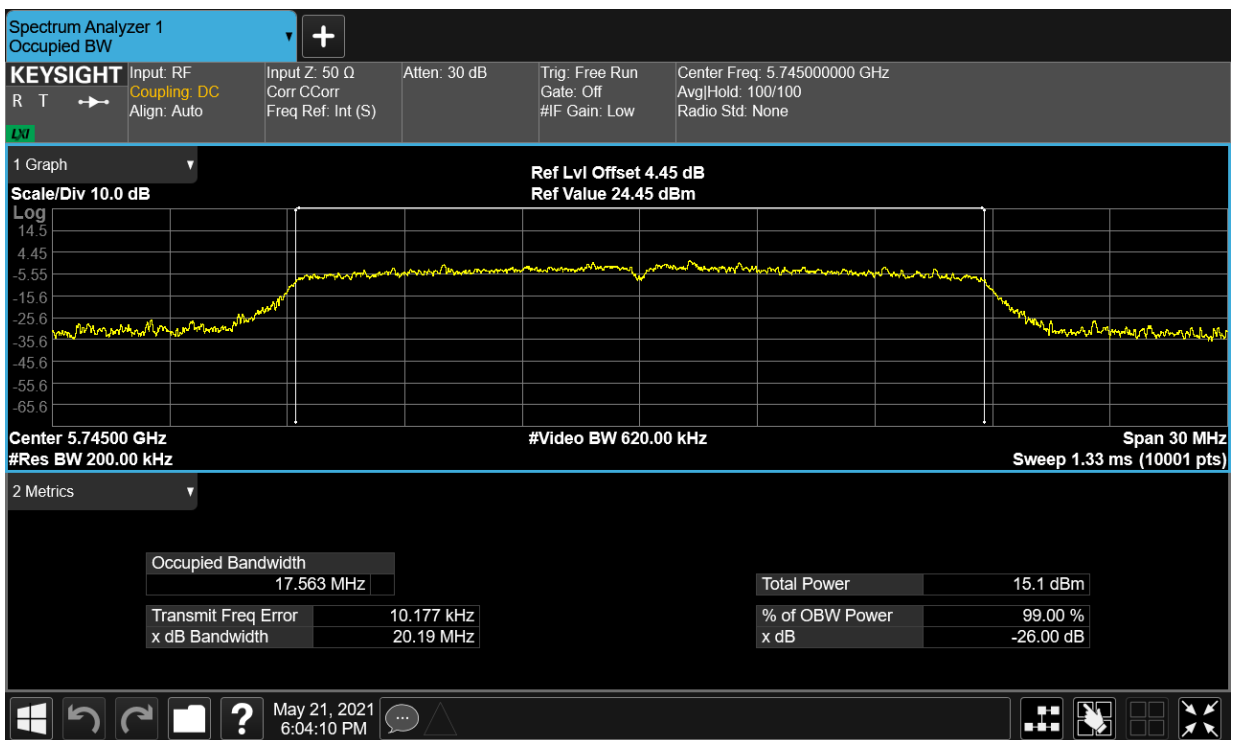 Spectrum Analyzer 1
Occupied BW
KEYSIGHT
R T
LXI
Input: RF
Coupling: DC
Align: Auto
Input Z: 50 Ω
Corr CCorr
Freq Ref: Int (S)
Atten: 30 dB
Trig: Free Run
Gate: Off
#IF Gain: Low
Center Freq: 5.745000000 GHz
Avg|Hold: 100/100
Radio Std: None
1 Graph
Scale/Div 10.0 dB
Ref Lvl Offset 4.45 dB
Ref Value 24.45 dBm
Log
14.5
4.45
-5.55
-15.6
-25.6
-35.6
-45.6
-55.6
-65.6
Center 5.74500 GHz
#Video BW 620.00 kHz
Span 30 MHz
#Res BW 200.00 kHz
Sweep 1.33 ms (10001 pts)
2 Metrics
Occupied Bandwidth
17.563 MHz
Total Power 15.1 dBm
Transmit Freq Error 10.177 kHz
% of OBW Power 99.00 %
x dB Bandwidth 20.19 MHz
x dB -26.00 dB
?
May 21, 2021
6:04:10 PM